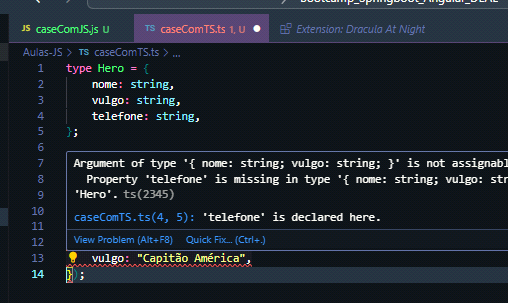 caseComJS.js U
TS caseComTS.ts 1, U
Extension: Dracula At Night
Aulas-JS > TS caseComTS.ts > ...
1 type Hero = {
2 nome: string,
3 vulgo: string,
4 telefone: string,
5 };
6
7 Argument of type '{ nome: string; vulgo: string; }' is not
8 Property 'telefone' is missing in type '{ nome: string; vulgo:
9 'Hero'. ts(2345)
10
11 caseComTS.ts(4, 5): 'telefone' is declared here.
12 View Problem (Alt+F8) Quick Fix... (Ctrl+.)
13 vulgo: "Capitão América",
14 });